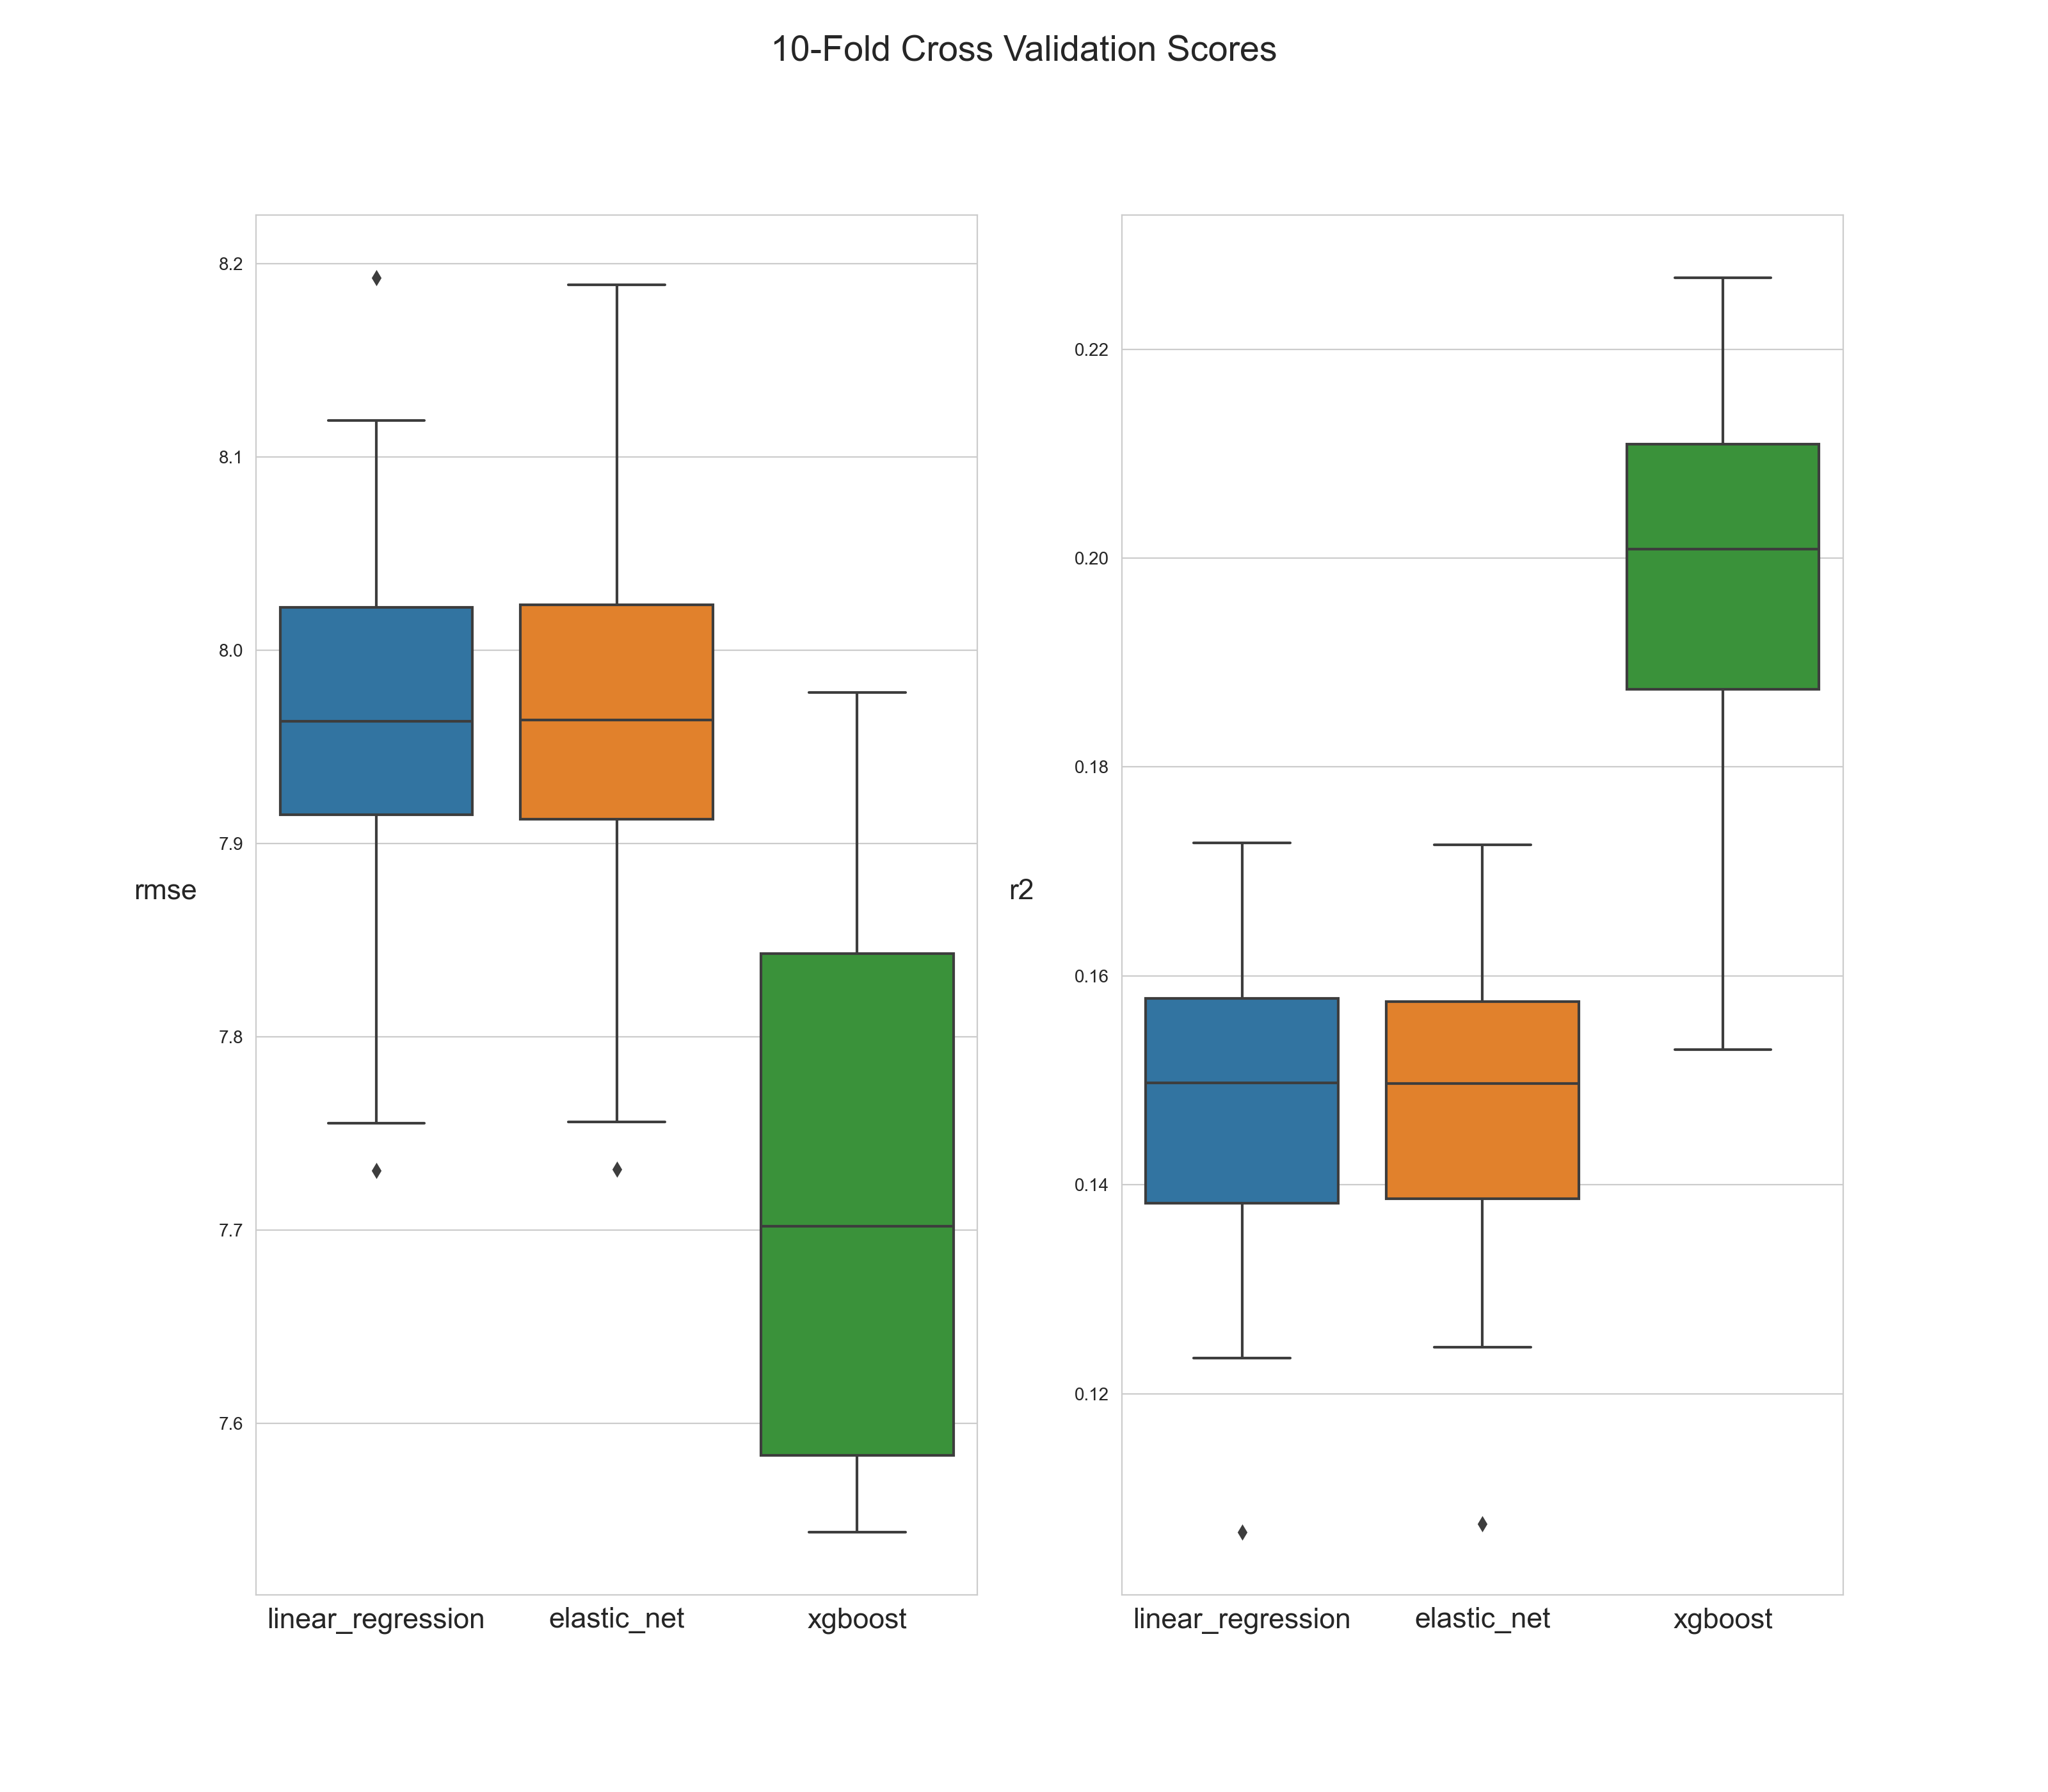 10-Fold Cross Validation Scores
rmse
8.2
8.1
8.0
7.9
7.8
7.7
7.6
linear_regression
elastic_net
xgboost
r2
0.22
0.20
0.18
0.16
0.14
0.12
linear_regression
elastic_net
xgboost